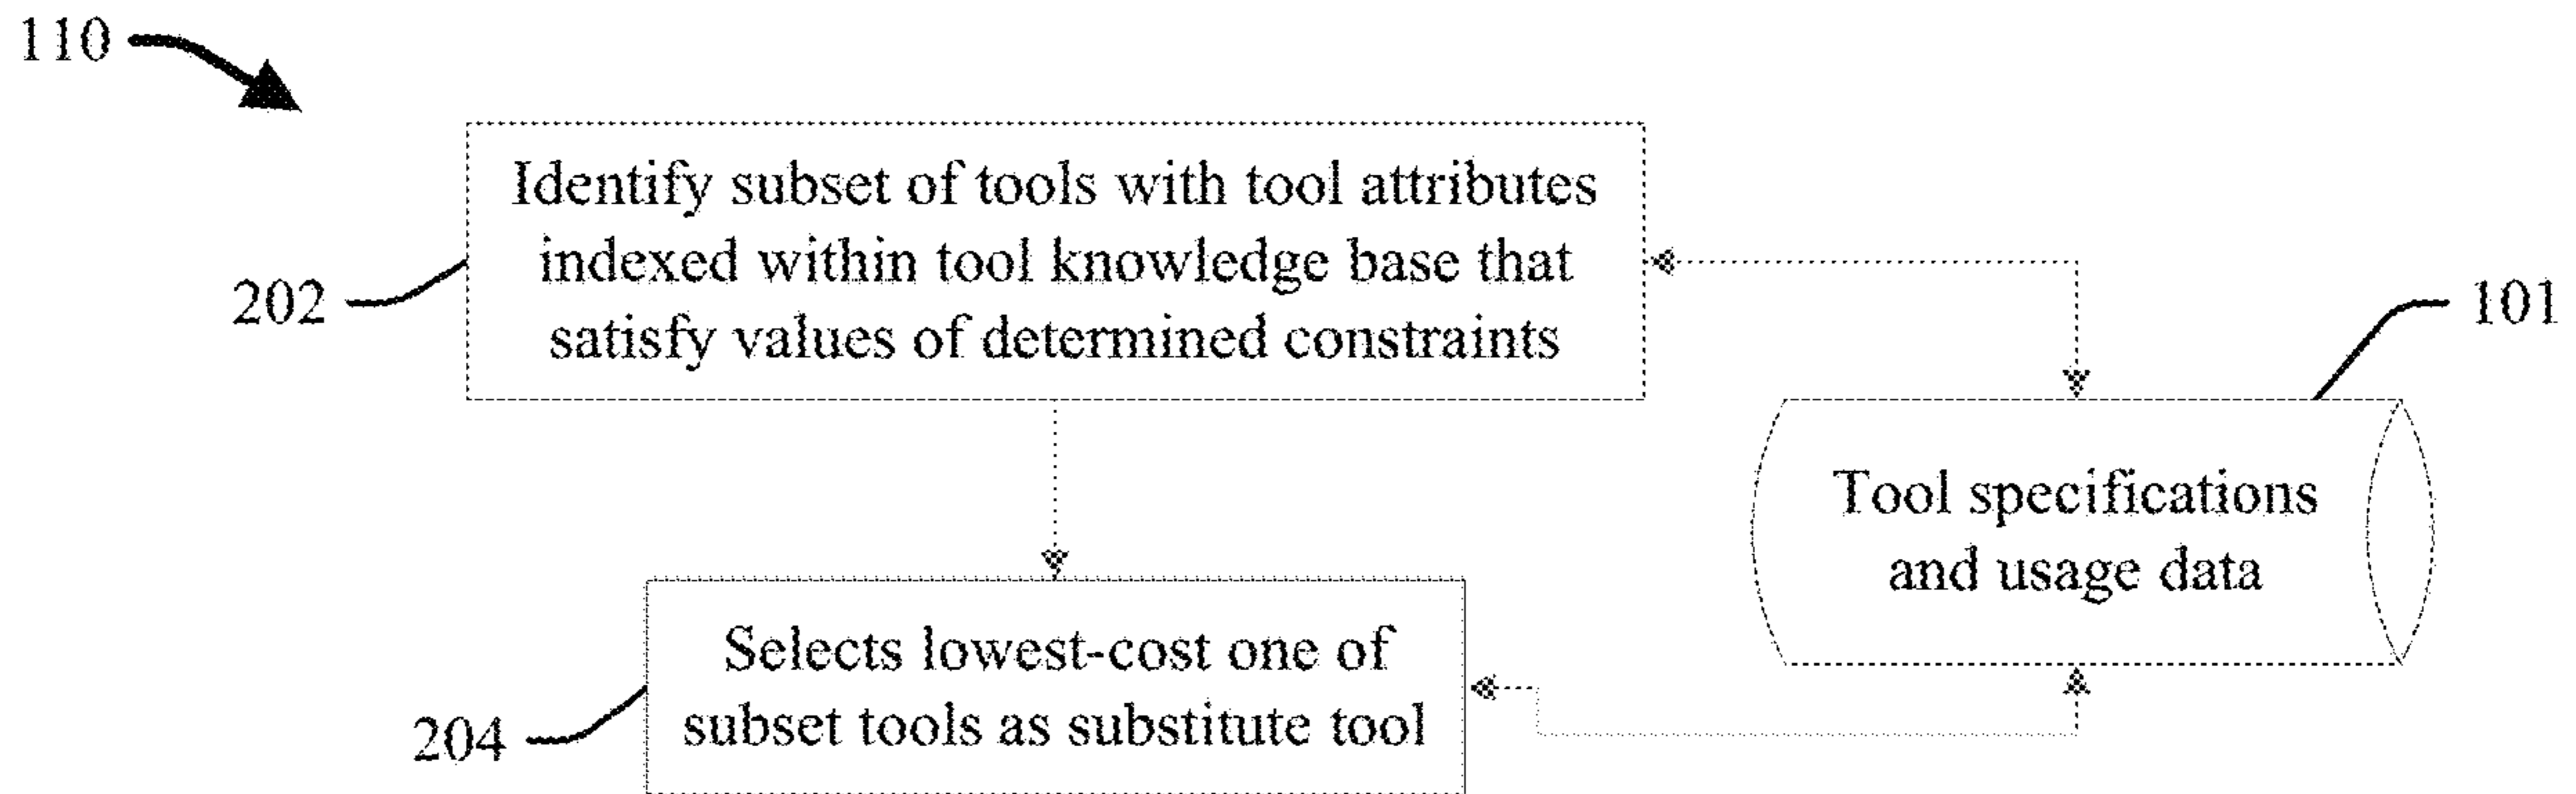 110
Identify subset of tools with tool attributes
indexed within tool knowledge base that
satisfy values of determined constraints
202
101
Tool specifications
and usage data
Selects lowest-cost one of
subset tools as substitute tool
204